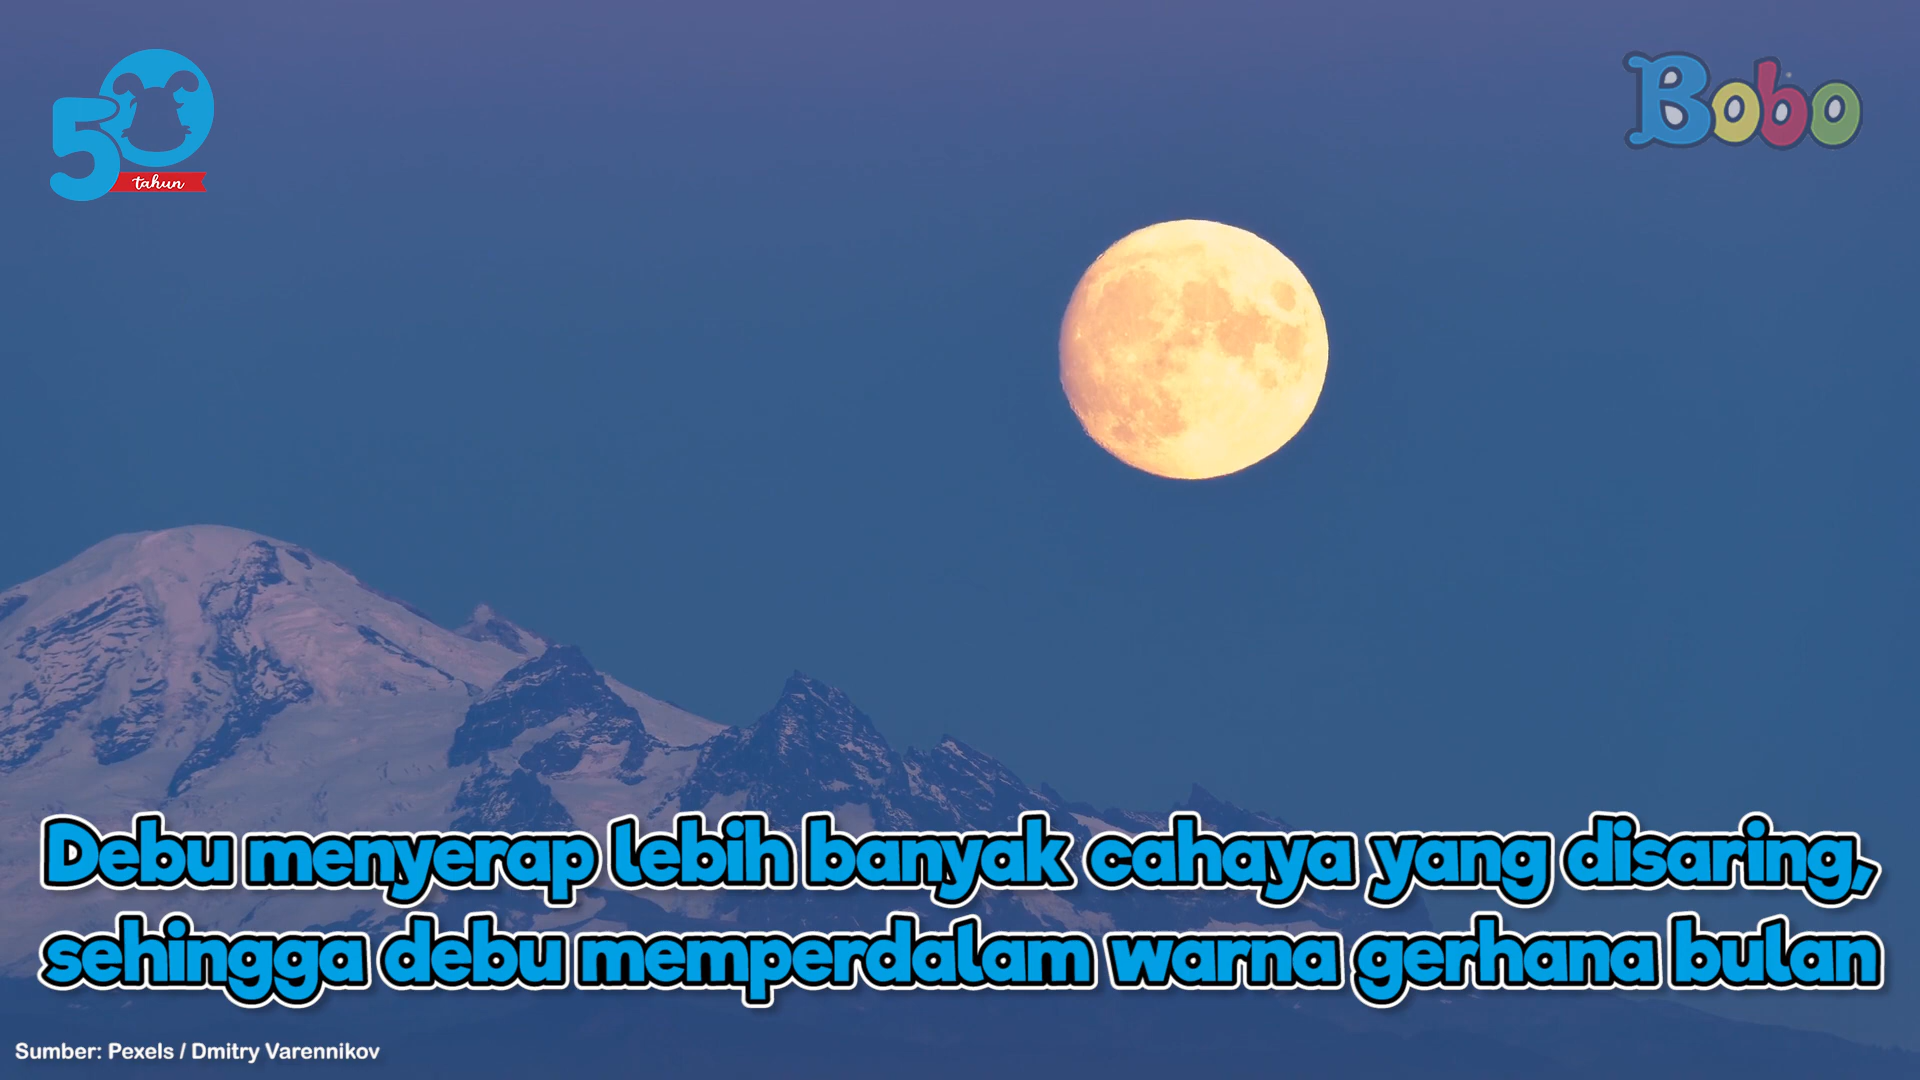 50
tahun
Bobo
Debu menyerap lebih banyak cahaya yang disaring,
sehingga debu memperdalam warna gerhana bulan
Sumber: Pexels / Dmitry Varennikov